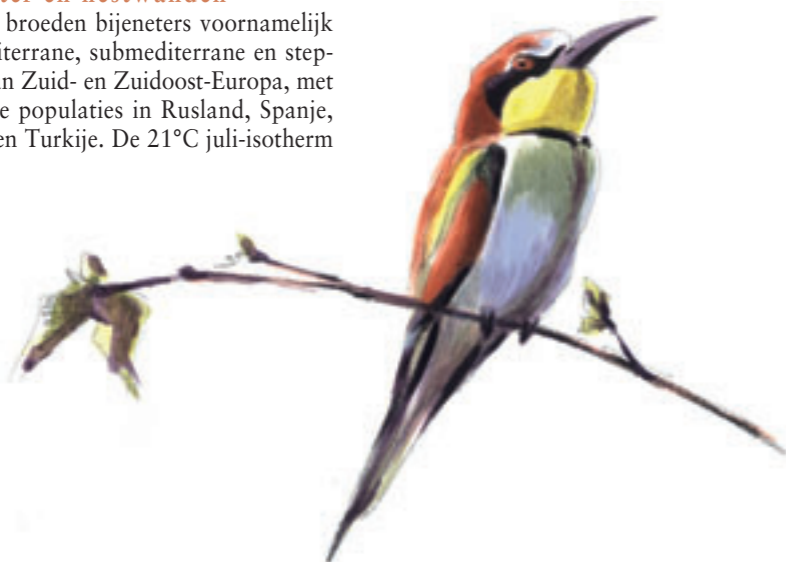 en nestwanden
broeden bijeneters voornamelijk
iterrane, submediterrane en step-
n Zuid- en Zuidoost-Europa, met
e populaties in Rusland, Spanje,
en Turkije. De 21°C juli-isotherm